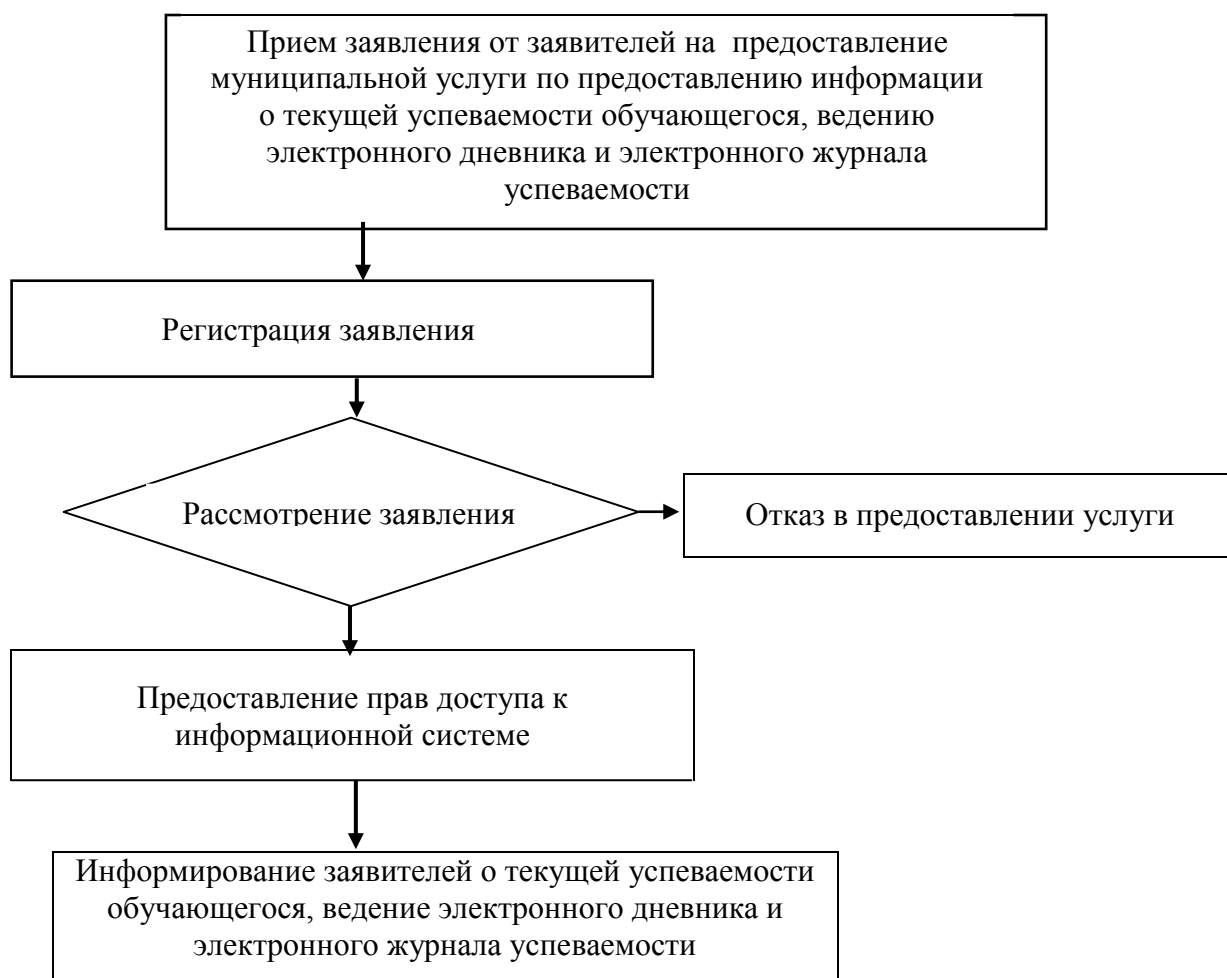 Прием заявления от заявителей на  предоставление
муниципальной услуги по предоставлению информации
о текущей успеваемости обучающегося, ведению
электронного дневника и электронного журнала
успеваемости
Регистрация заявления
Рассмотрение заявления
Отказ в предоставлении услуги
Предоставление прав доступа к
информационной системе
Информирование заявителей о текущей успеваемости
обучающегося, ведение электронного дневника и
электронного журнала успеваемости